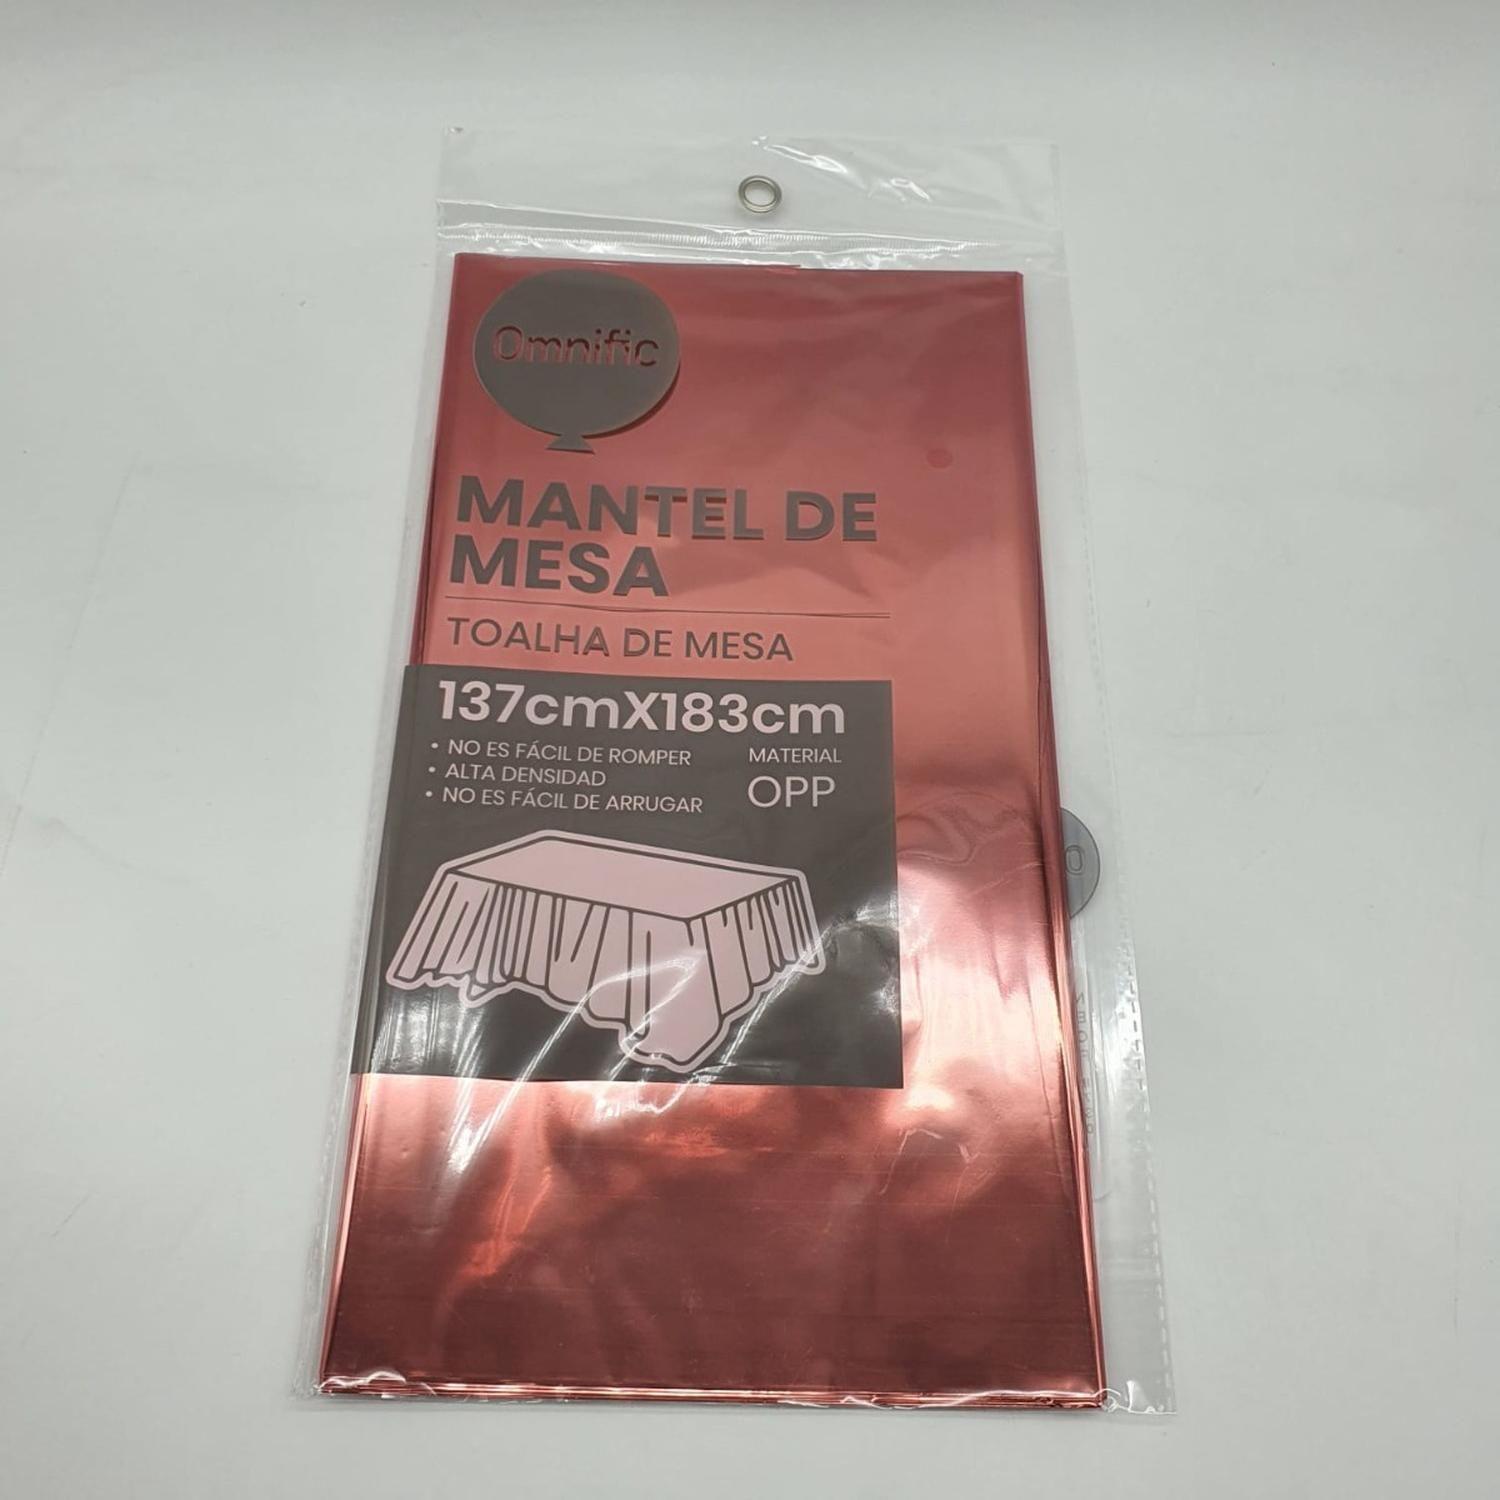 Omnific
MANTEL DE
MESA
TOALHA DE MESA
137cmX183cm
• NO ES FÁCIL DE ROMPER
• ALTA DENSIDAD
• NO ES FÁCIL DE ARRUGAR
MATERIAL
OPP